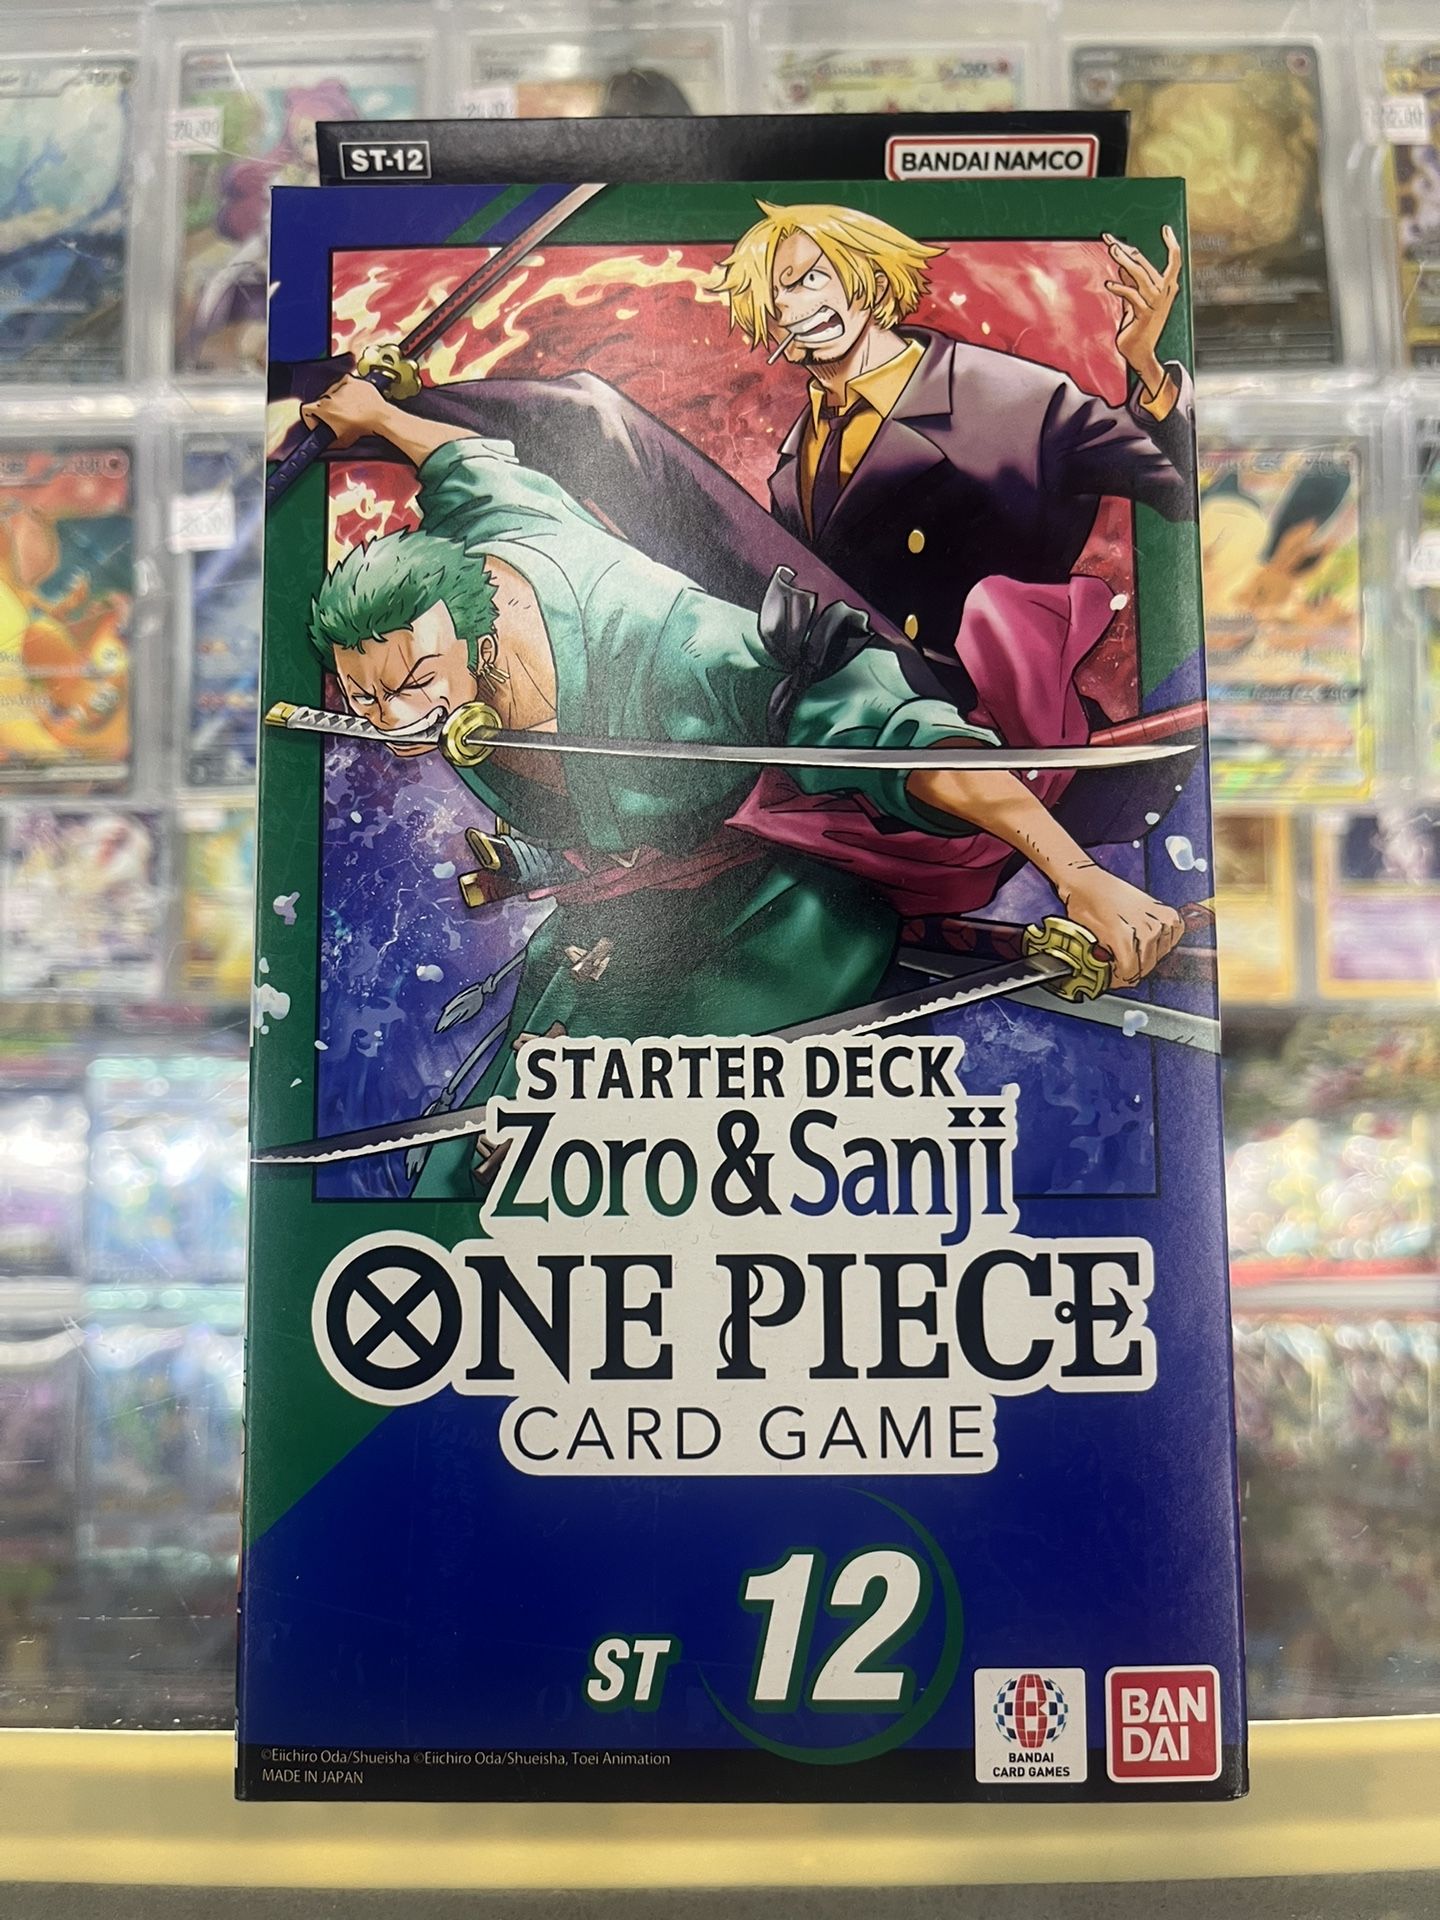 ST-12
BANDAI NAMCO
STARTER DECK
Zoro & Sanji
ONE PIECE
CARD GAME
ST 12
BANDAI
CARD GAMES
BAN
DAI
©Eiichiro Oda/Shueisha ©Eiichiro Oda/Shueisha, Toei Animation
MADE IN JAPAN